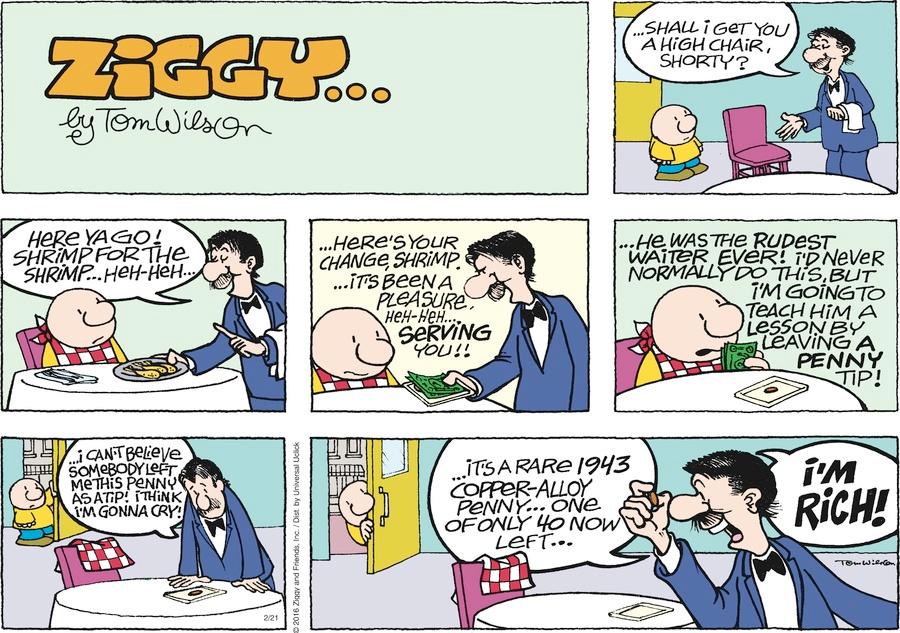 ZIGGY...
by Tom Wilson
...SHALL I GET YOU
A HIGH CHAIR,
SHORTY?
HERE YA GO!
SHRIMP FOR THE
SHRIMP...HEH-HEH...
...HERE'S YOUR
CHANGE, SHRIMP.
...IT'S BEEN A
PLEASURE,
HEH-HEH...
SERVING
YOU!!
...HE WAS THE RUDEST
WAITER EVER! I'D NEVER
NORMALLY DO THIS, BUT
I'M GOING TO
TEACH HIM A
LESSON BY
LEAVING A
PENNY
TIP!
...I CAN'T BELIEVE
SOMEBODY LEFT
ME THIS PENNY
AS A TIP! I THINK
I'M GONNA CRY!
2/21
© 2016 Ziggy and Friends, Inc. / Dist. by Universal Uclick
...IT'S A RARE 1943
COPPER-ALLOY
PENNY... ONE
OF ONLY 40 NOW
LEFT...
I'M
RICH!
TOM WILSON